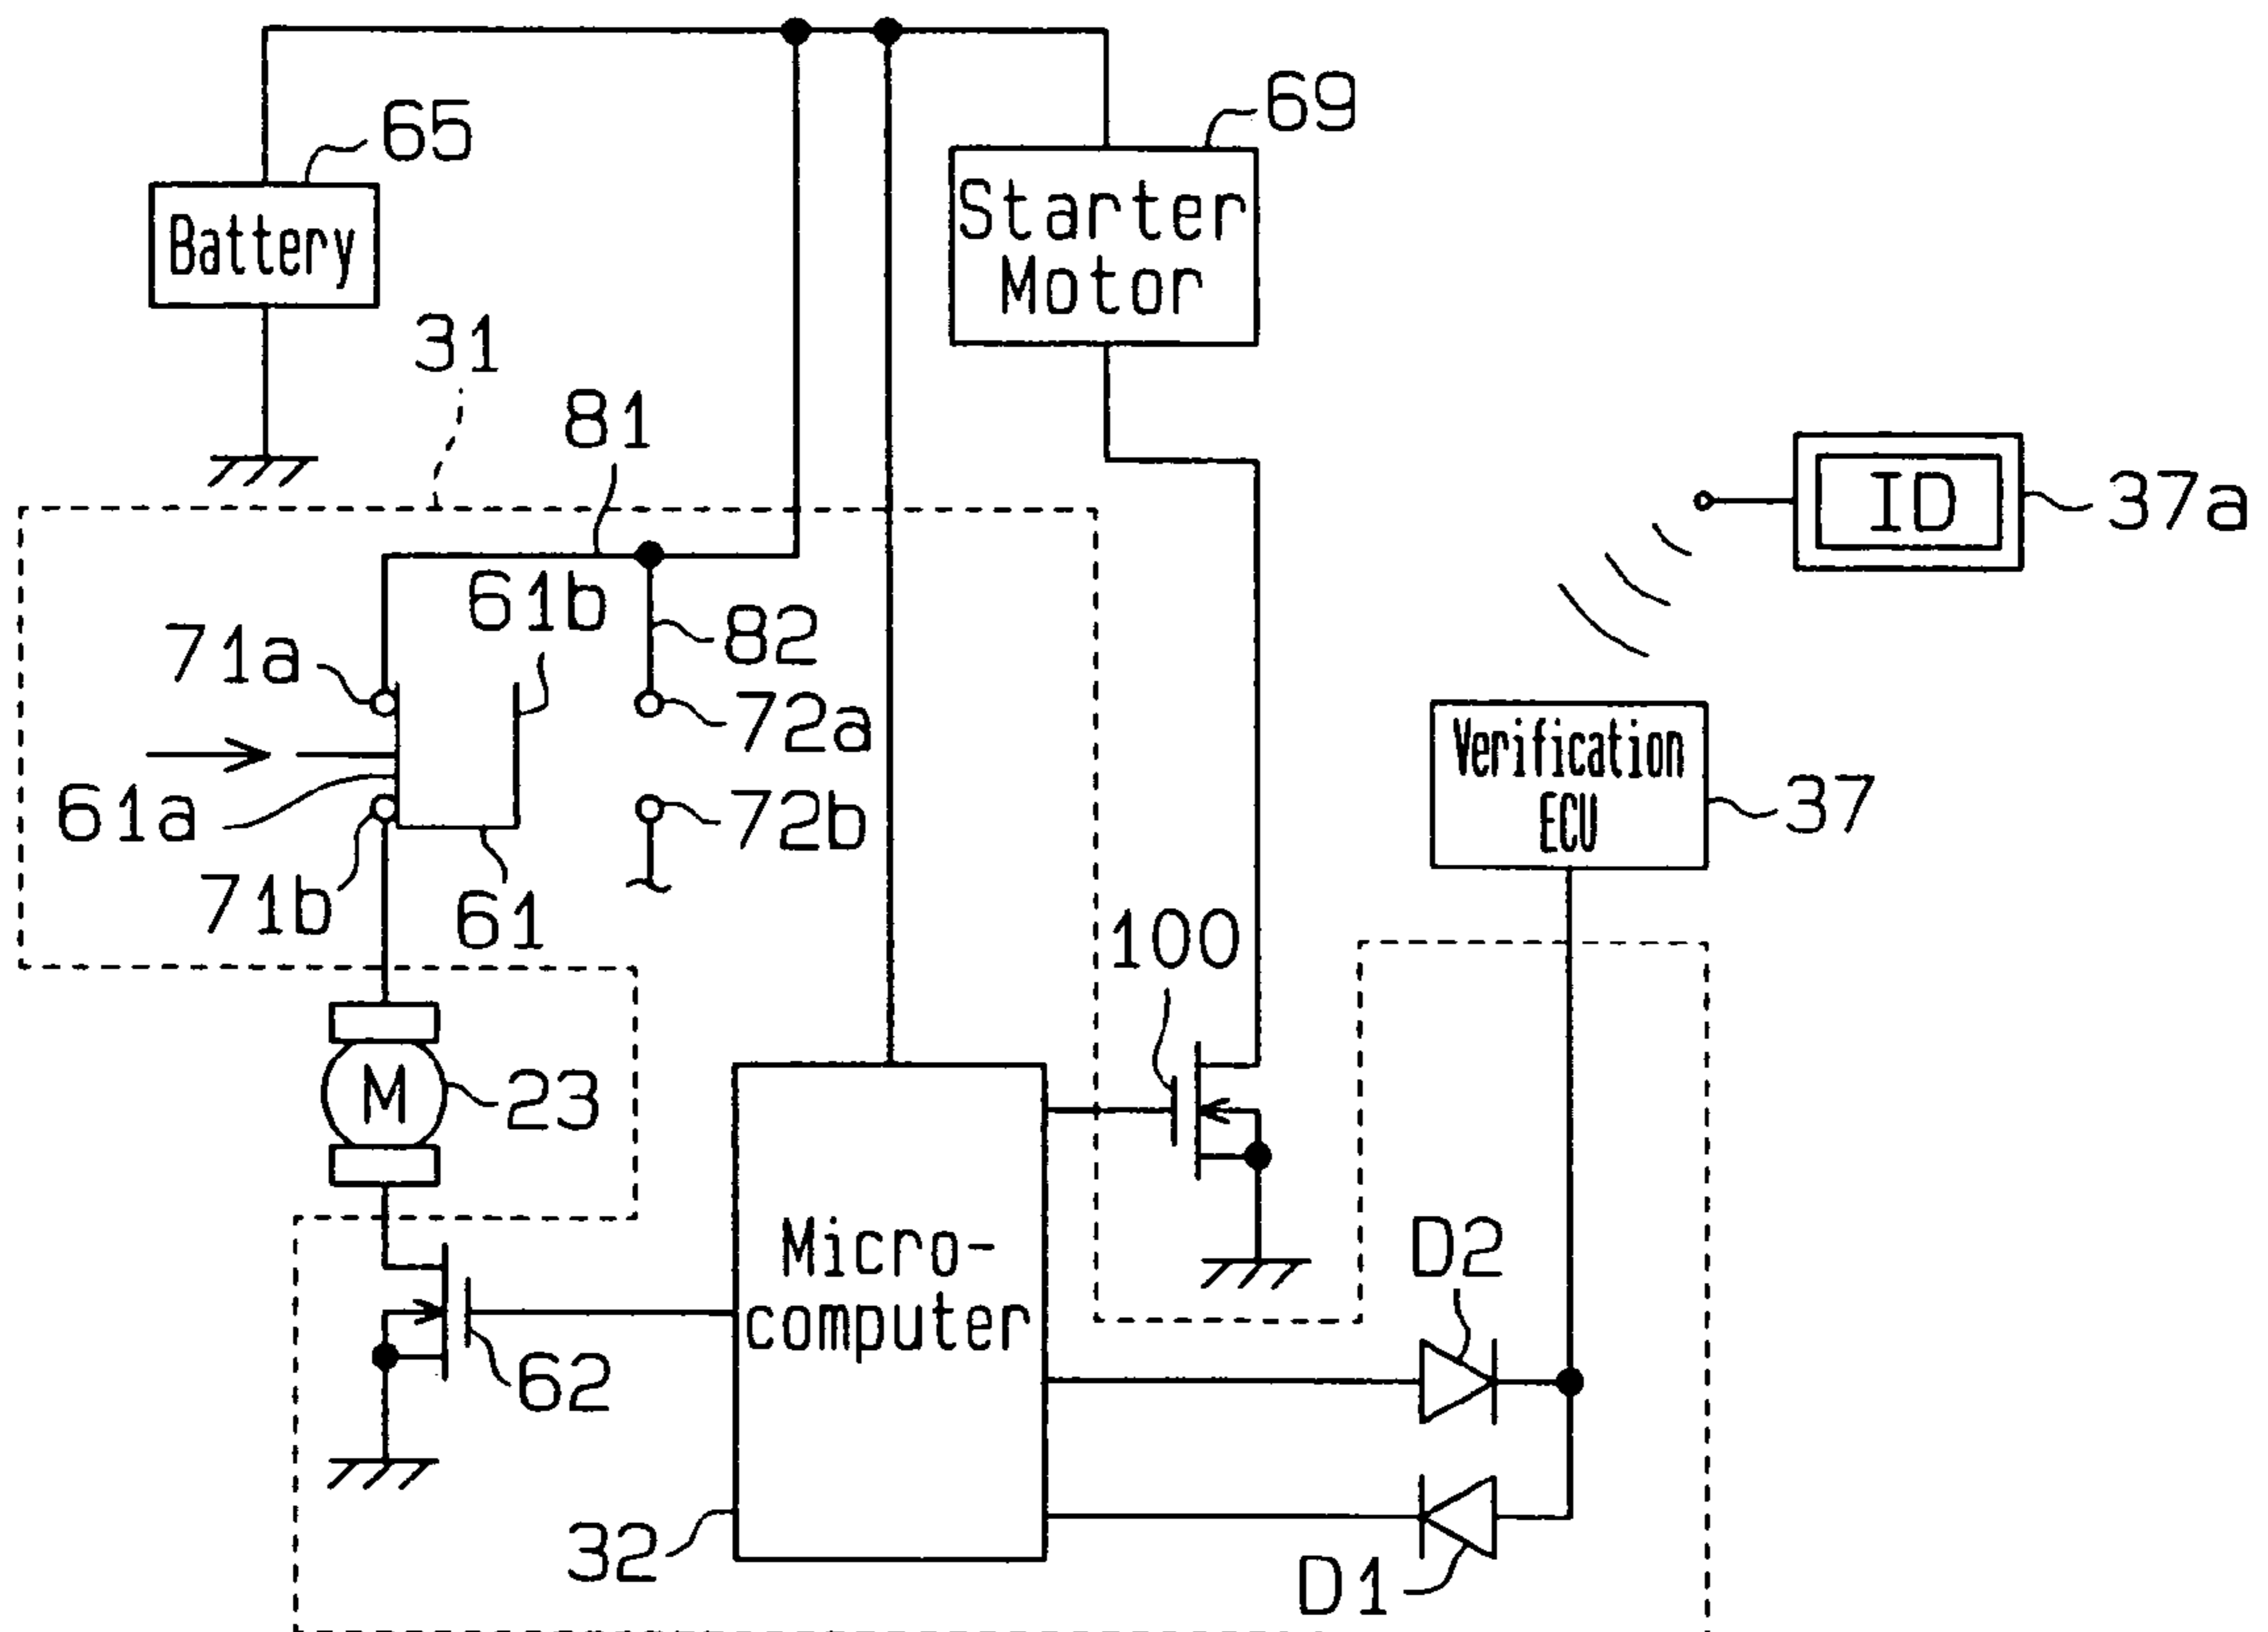 65
69
Battery
Starter
Motor
31
81
ID
37a
61b
82
71a
72a
61a
72b
Verification
ECU
37
71b
61
100
M
23
Micro-
computer
D2
62
32
D1